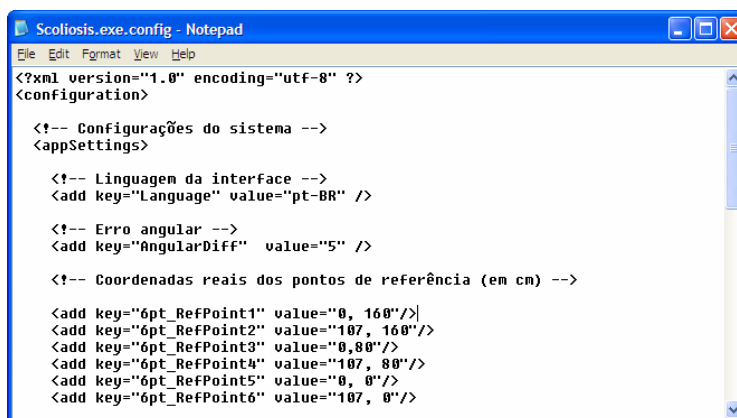 Scoliosis.exe.config - Notepad
File Edit Format View Help
<?xml version="1.0" encoding="utf-8" ?>
<configuration>
<!-- Configurações do sistema -->
<appSettings>
<!-- Linguagem da interface -->
<add key="Language" value="pt-BR" />
<!-- Erro angular -->
<add key="AngularDiff"  value="5" />
<!-- Coordenadas reais dos pontos de referência (em cm) -->
<add key="6pt_RefPoint1" value="0, 160"/>
<add key="6pt_RefPoint2" value="107, 160"/>
<add key="6pt_RefPoint3" value="0,80"/>
<add key="6pt_RefPoint4" value="107, 80"/>
<add key="6pt_RefPoint5" value="0, 0"/>
<add key="6pt_RefPoint6" value="107, 0"/>